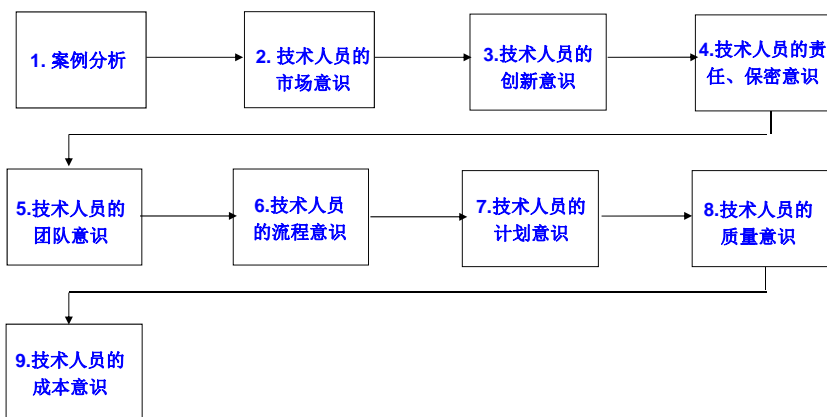 1. 案例分析
2. 技术人员的
市场意识
3.技术人员的
创新意识
4.技术人员的责
任、保密意识
5.技术人员的
团队意识
6.技术人员
的流程意识
7.技术人员的
计划意识
8.技术人员的
质量意识
9.技术人员的
成本意识